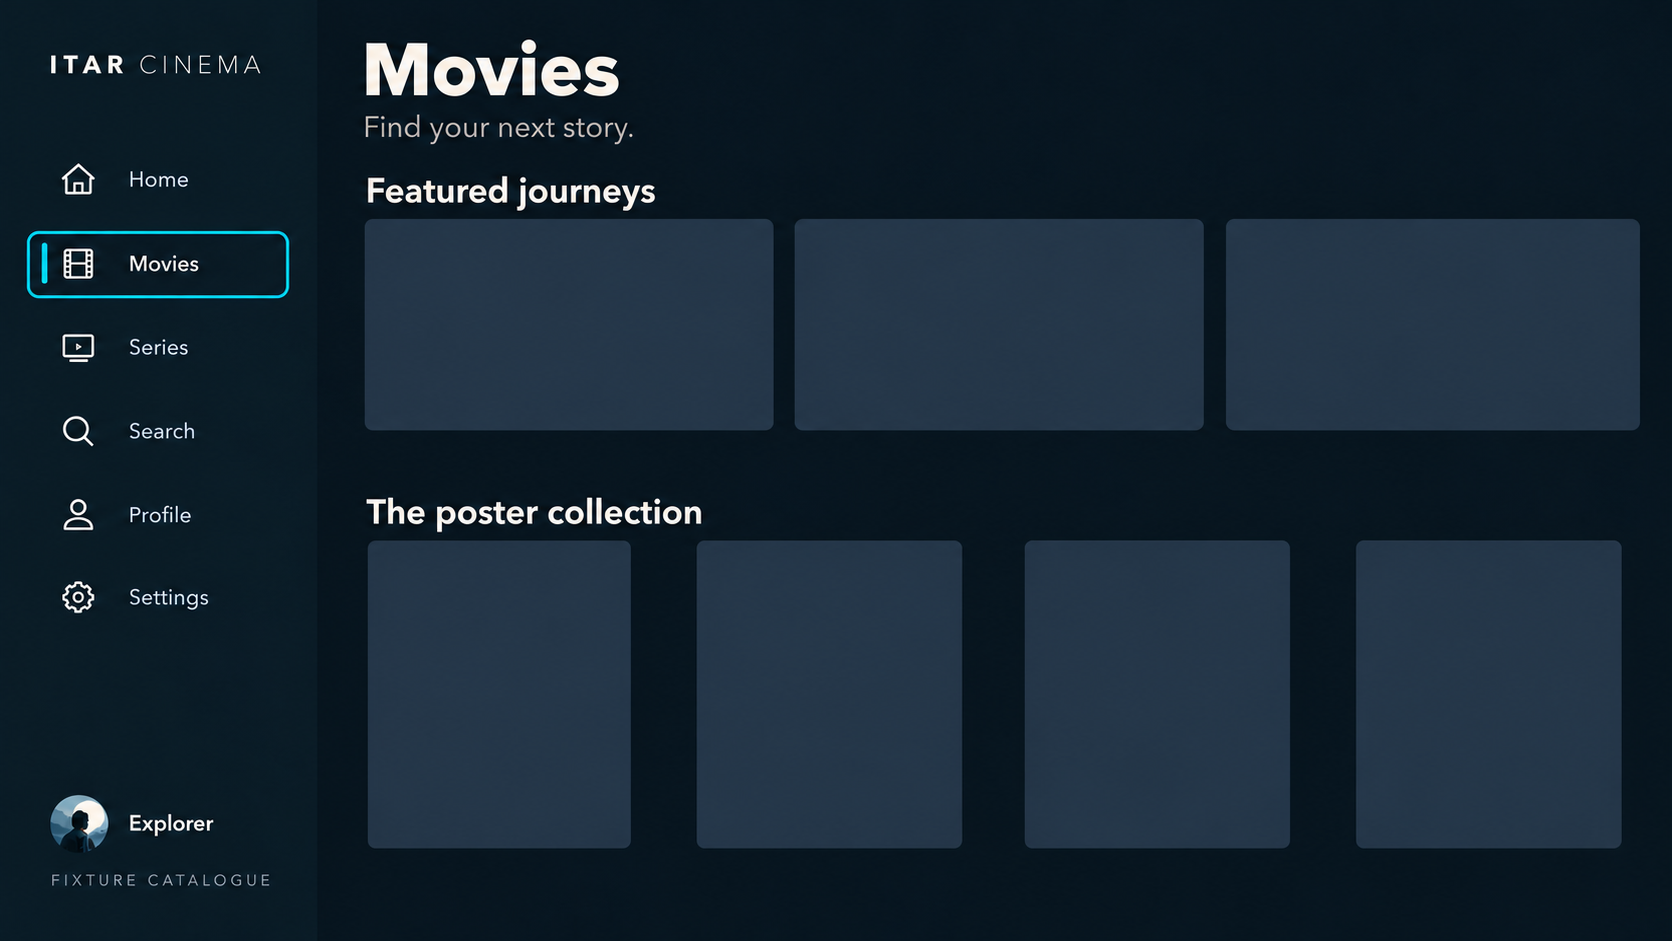 ITAR CINEMA
Home
Movies
Series
Search
Profile
Settings
Explorer
FIXTURE CATALOGUE
Movies
Find your next story.
Featured journeys
The poster collection